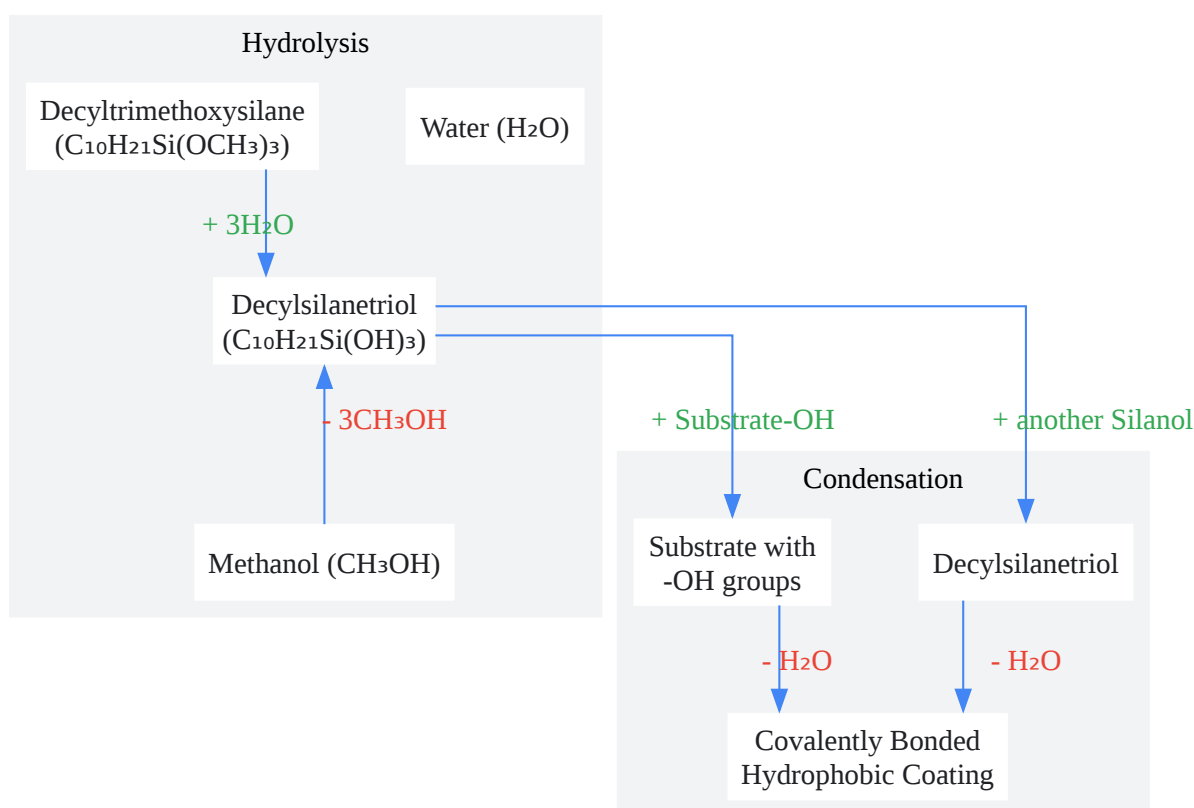 Hydrolysis
Decyltrimethoxysilane
(C₁₀H₂₁Si(OCH₃)₃)
Water (H₂O)
+ 3H₂O
Decylsilanetriol
(C₁₀H₂₁Si(OH)₃)
- 3CH₃OH
+ Substrate-OH
+ another Silanol
Condensation
Methanol (CH₃OH)
Substrate with
-OH groups
Decylsilanetriol
- H₂O
- H₂O
Covalently Bonded
Hydrophobic Coating